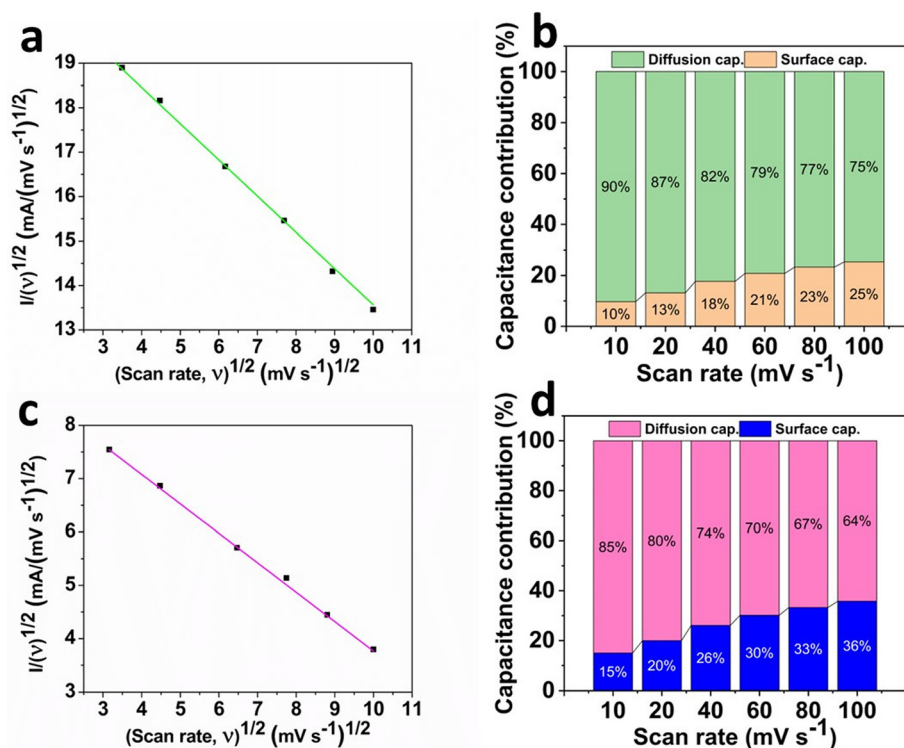 a
I/(ν)1/2 (mA/(mV s-1)1/2)
19
18
17
16
15
14
13
3 4 5 6 7 8 9 10 11
(Scan rate, ν)1/2 (mV s-1)1/2
b
Capacitance contribution (%)
Diffusion cap. Surface cap.
100
80
60
40
20
0
90% 87% 82% 79% 77% 75%
10% 13% 18% 21% 23% 25%
10 20 40 60 80 100
Scan rate (mV s-1)
c
I/(ν)1/2 (mA/(mV s-1)1/2)
8
7
6
5
4
3
3 4 5 6 7 8 9 10 11
(Scan rate, ν)1/2 (mV s-1)1/2
d
Capacitance contribution (%)
Diffusion cap. Surface cap.
100
80
60
40
20
0
85% 80% 74% 70% 67% 64%
15% 20% 26% 30% 33% 36%
10 20 40 60 80 100
Scan rate (mV s-1)